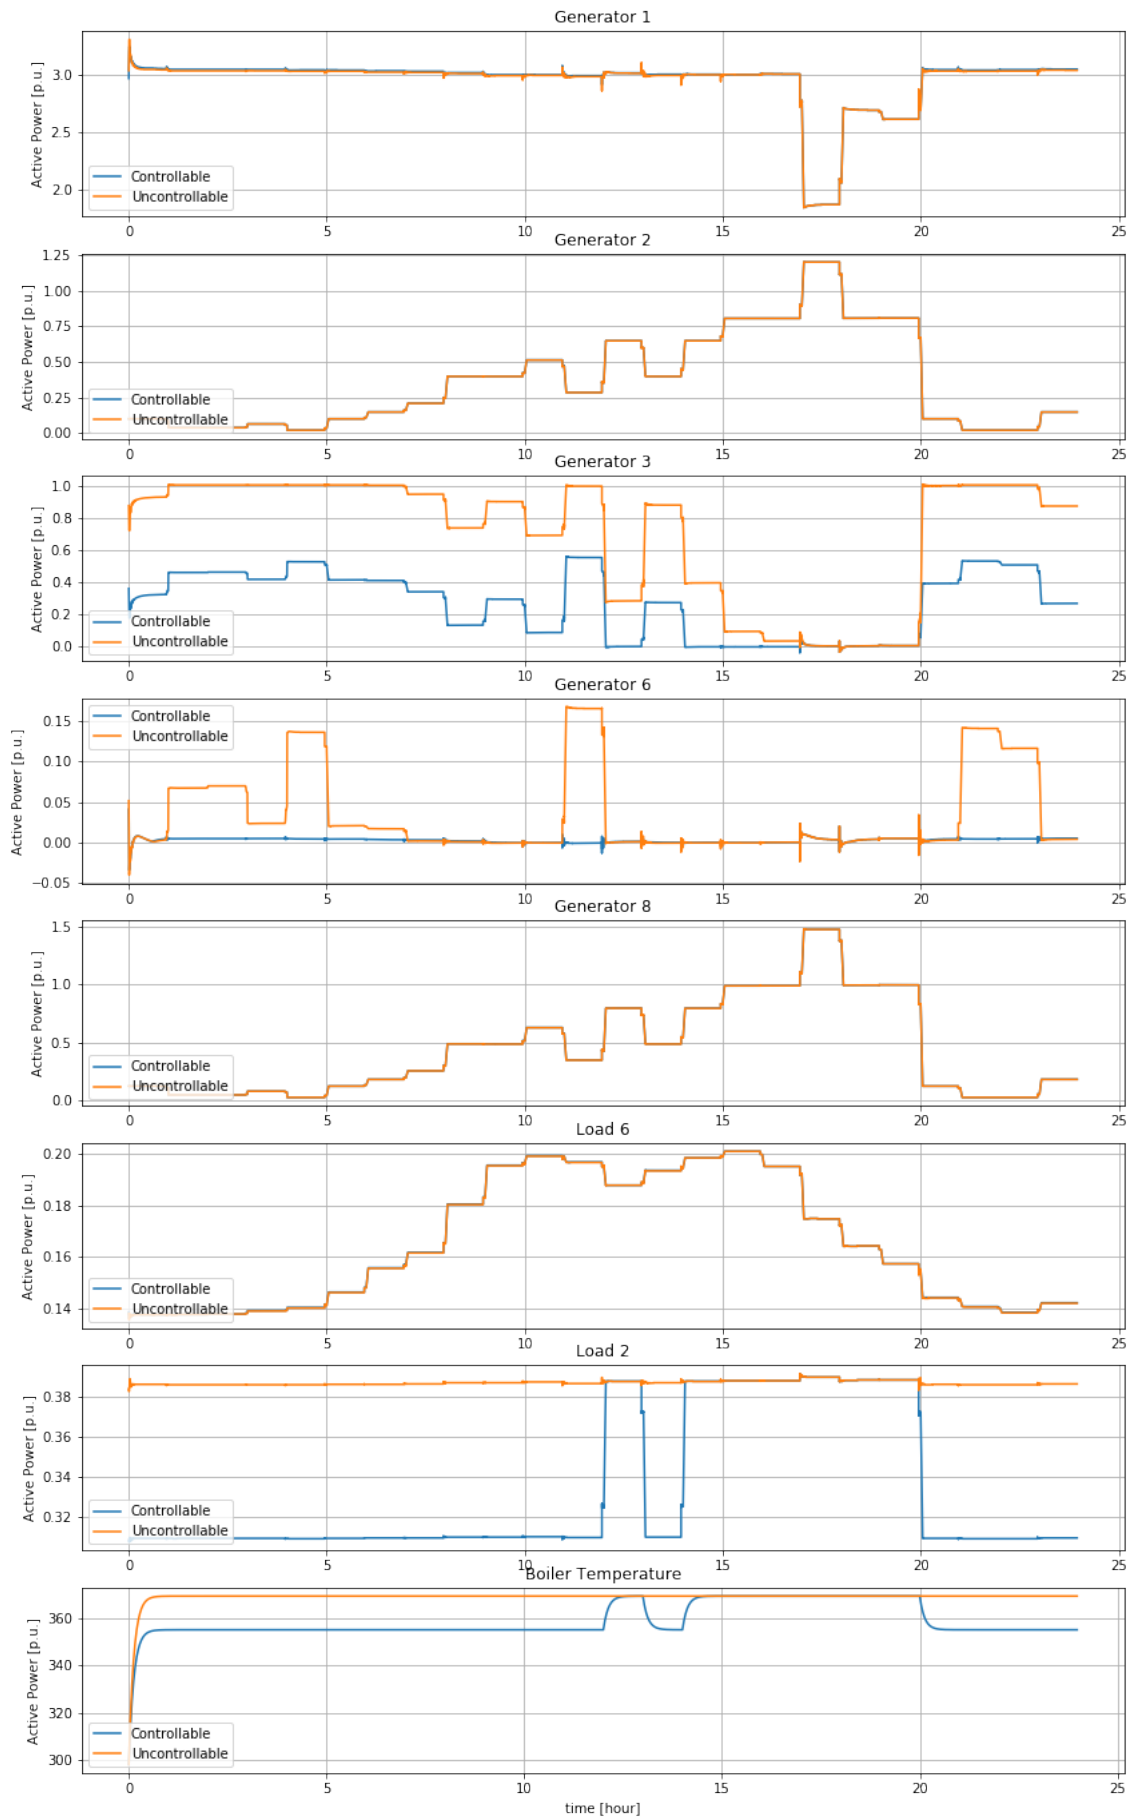 Generator 1
Active Power [p.u.]
3.0
2.5
2.0
Controllable
Uncontrollable
0 5 10 15 20 25
Generator 2
Active Power [p.u.]
1.25
1.00
0.75
0.50
0.25
0.00
Controllable
Uncontrollable
0 5 10 15 20 25
Generator 3
Active Power [p.u.]
1.0
0.8
0.6
0.4
0.2
0.0
Controllable
Uncontrollable
0 5 10 15 20 25
Generator 6
Active Power [p.u.]
0.15
0.10
0.05
0.00
−0.05
Controllable
Uncontrollable
0 5 10 15 20 25
Generator 8
Active Power [p.u.]
1.5
1.0
0.5
0.0
Controllable
Uncontrollable
0 5 10 15 20 25
Load 6
Active Power [p.u.]
0.20
0.18
0.16
0.14
Controllable
Uncontrollable
0 5 10 15 20 25
Load 2
Active Power [p.u.]
0.38
0.36
0.34
0.32
Controllable
Uncontrollable
0 5 10 15 20 25
Boiler Temperature
Active Power [p.u.]
360
340
320
300
Controllable
Uncontrollable
0 5 10 15 20 25
time [hour]